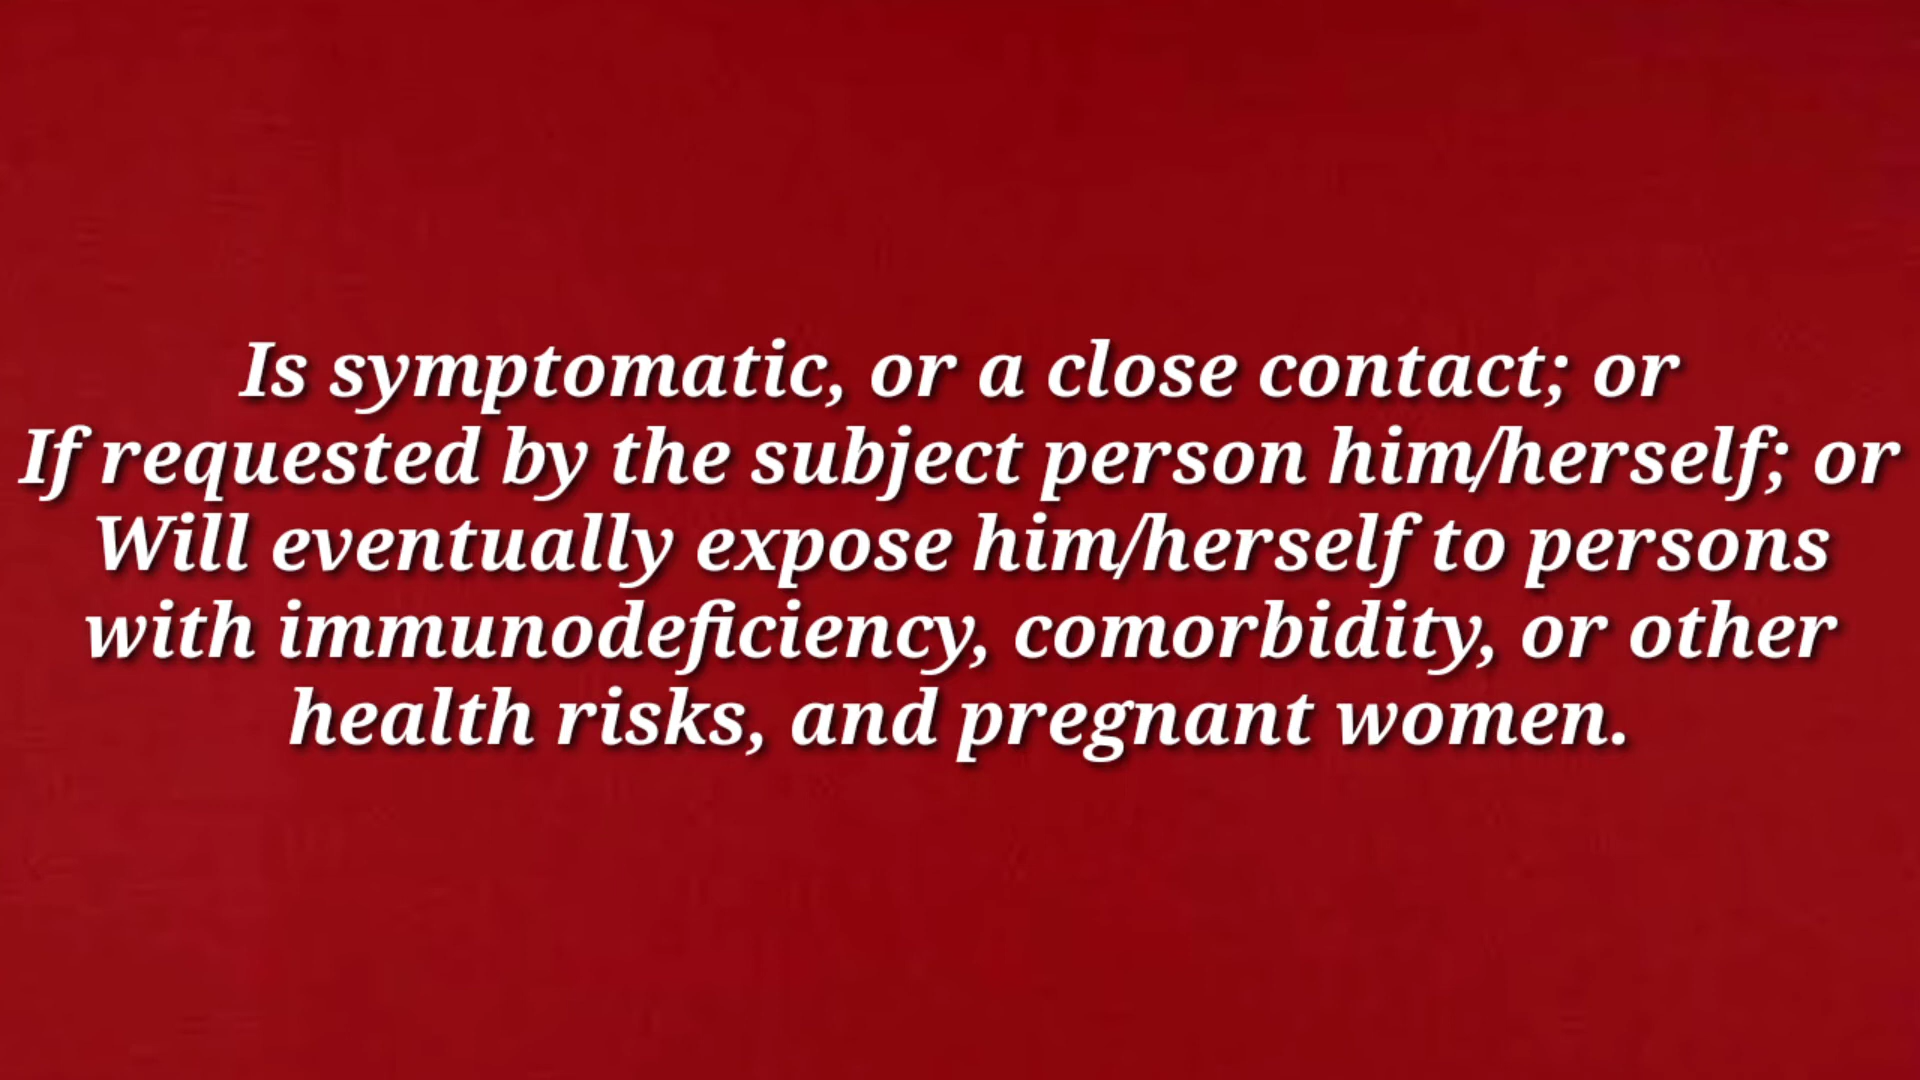 Is symptomatic, or a close contact; or
If requested by the subject person him/herself; or
Will eventually expose him/herself to persons
with immunodeficiency, comorbidity, or other
health risks, and pregnant women.